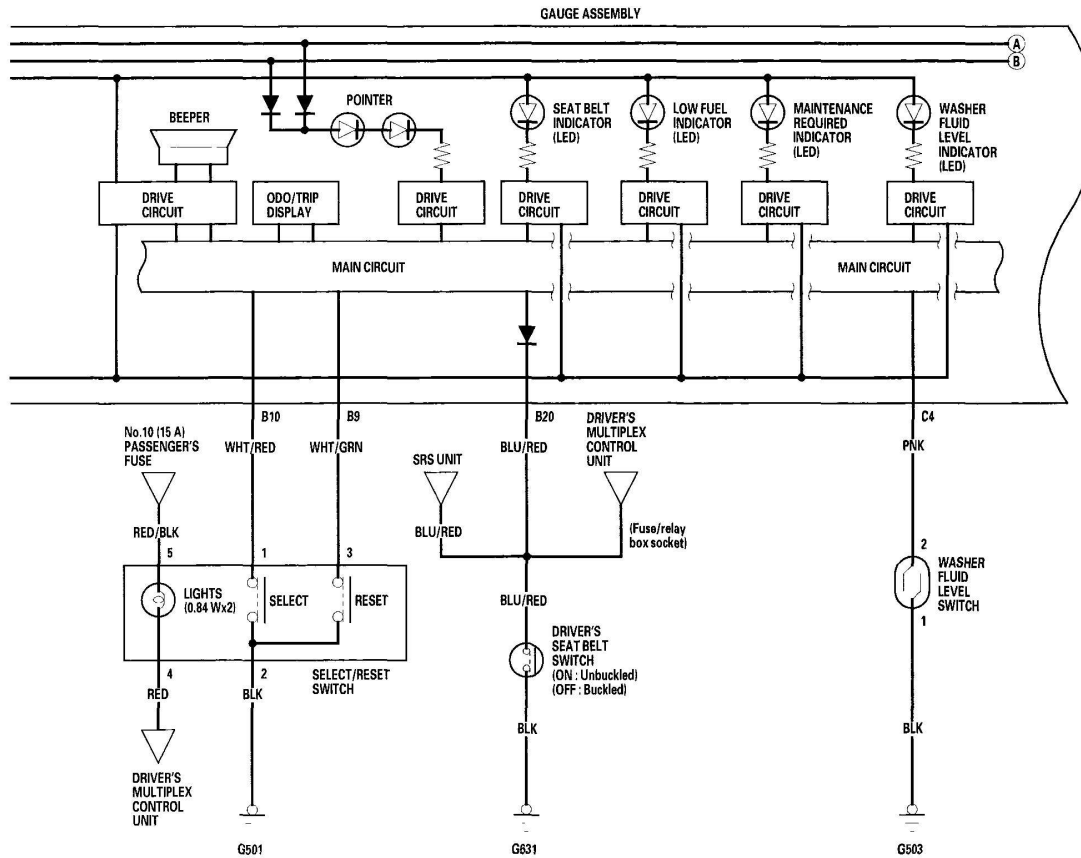 GAUGE ASSEMBLY
A
B
BEEPER
POINTER
SEAT BELT
INDICATOR
(LED)
LOW FUEL
INDICATOR
(LED)
MAINTENANCE
REQUIRED
INDICATOR
(LED)
WASHER
FLUID
LEVEL
INDICATOR
(LED)
DRIVE
CIRCUIT
ODO/TRIP
DISPLAY
DRIVE
CIRCUIT
DRIVE
CIRCUIT
DRIVE
CIRCUIT
DRIVE
CIRCUIT
DRIVE
CIRCUIT
MAIN CIRCUIT
MAIN CIRCUIT
B10
B9
B20
C4
No.10 (15 A)
PASSENGER'S
FUSE
WHT/RED
WHT/GRN
SRS UNIT
BLU/RED
DRIVER'S
MULTIPLEX
CONTROL
UNIT
PNK
RED/BLK
BLU/RED
(Fuse/relay
box socket)
5
1
3
2
LIGHTS
(0.84 Wx2)
SELECT
RESET
BLU/RED
WASHER
FLUID
LEVEL
SWITCH
1
DRIVER'S
SEAT BELT
SWITCH
(ON : Unbuckled)
(OFF : Buckled)
4
2
SELECT/RESET
SWITCH
RED
BLK
BLK
BLK
DRIVER'S
MULTIPLEX
CONTROL
UNIT
G501
G631
G503